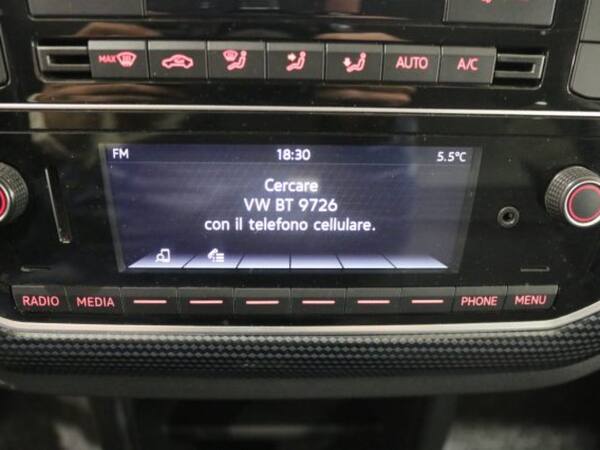 MAX
AUTO
A/C
FM
18:30
5.5°C
Cercare
VW BT 9726
con il telefono cellulare.
RADIO
MEDIA
PHONE
MENU